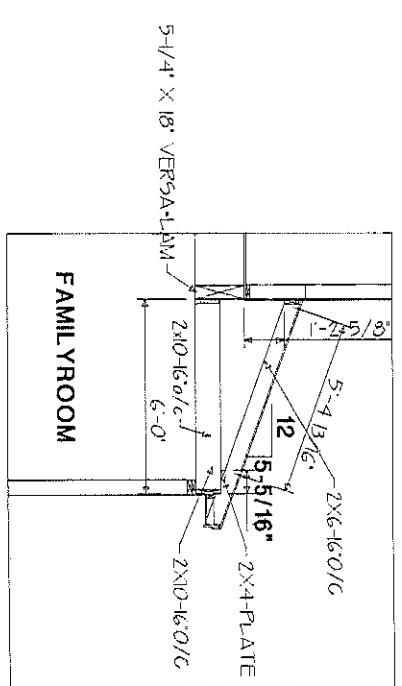 5-1/4" X 18" VERSA-LAM
1'-2 5/8"
5'-4 13/16"
2X6-16"O/C
12
5-5/16"
2X4-PLATE
2x10-16"o/c
6'-0"
2X10-16"O/C
FAMILYROOM